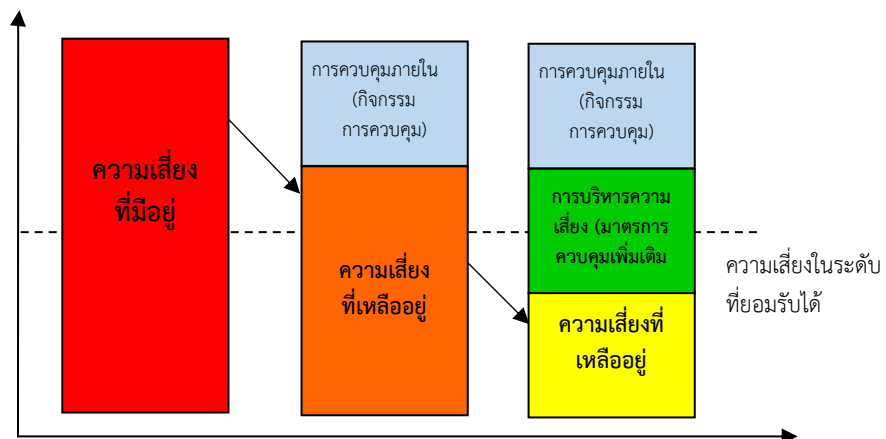 ความเสี่ยง
ที่มีอยู่
การควบคุมภายใน
(กิจกรรม
การควบคุม)
ความเสี่ยง
ที่เหลืออยู่
การควบคุมภายใน
(กิจกรรม
การควบคุม)
การบริหารความ
เสี่ยง (มาตรการ
ควบคุมเพิ่มเติม
ความเสี่ยงที่
เหลืออยู่
ความเสี่ยงในระดับ
ที่ยอมรับได้